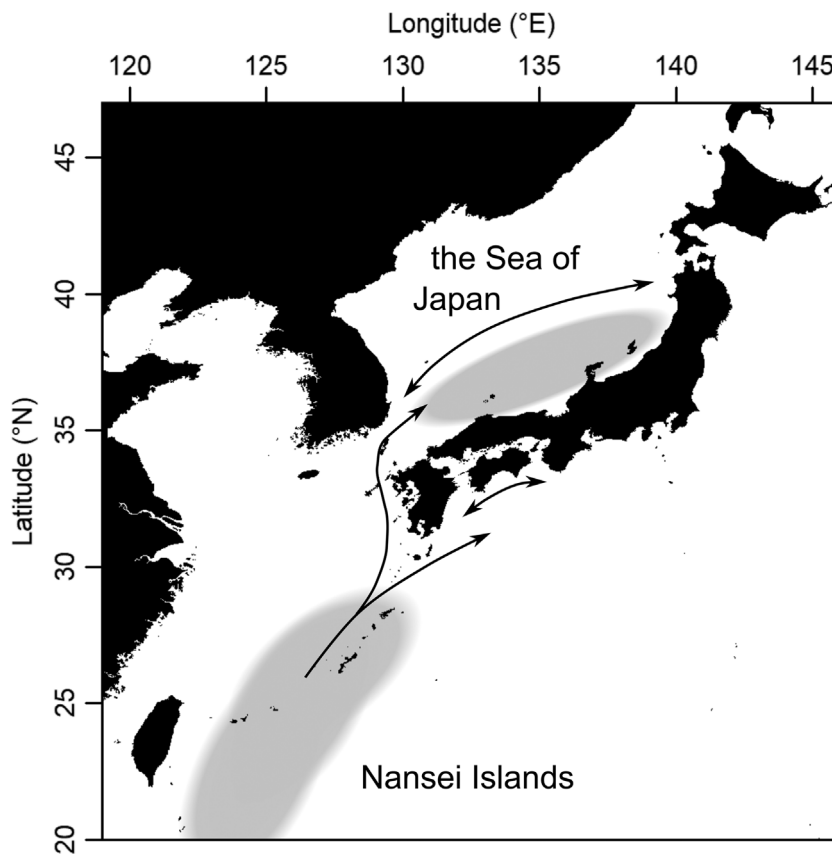 Longitude (°E)
120 125 130 135 140 145
45
40
35
30
25
20
Latitude (°N)
the Sea of
Japan
Nansei Islands